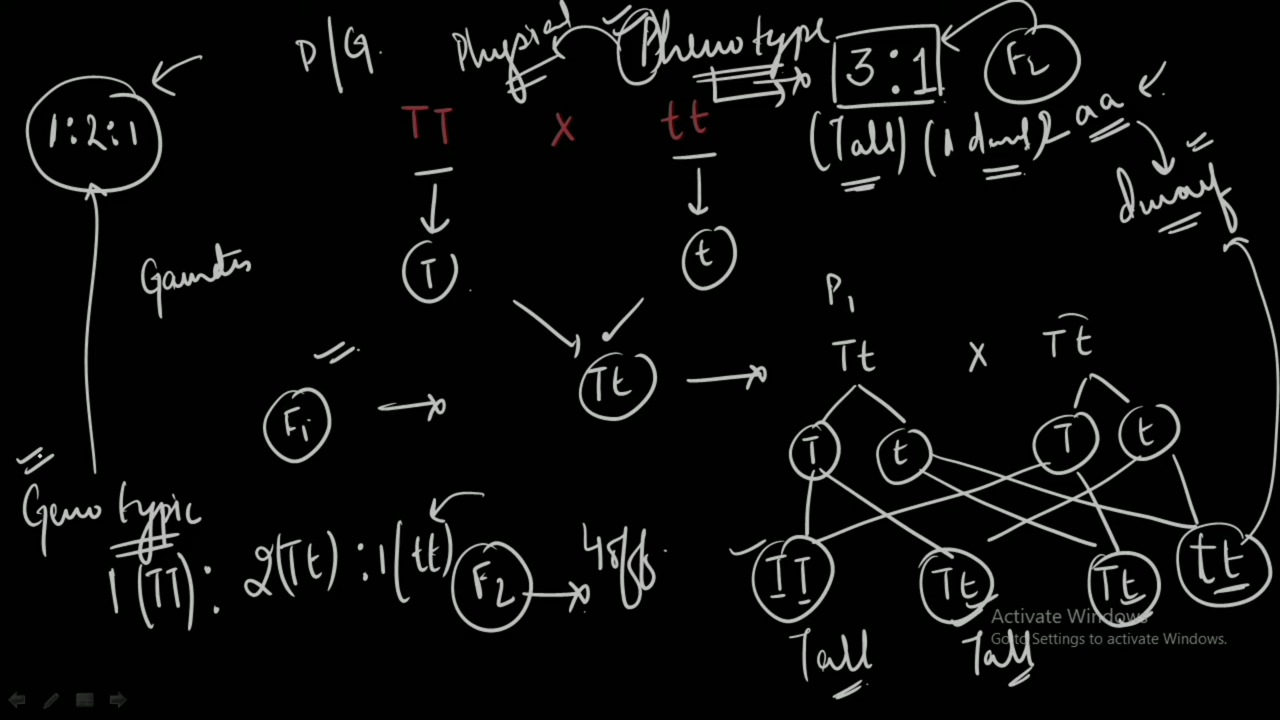 P/G. Physical Phenotype 3:1 F2
1:2:1
TT x tt (Tall) (1 dwarf) aa
dwarf
T t
Gametes
P1
Tt Tt x Tt
F1
T t T t
Genotypic
1(TT): 2(Tt) :1(tt) F2 4 off TT Tt Tt tt
Activate Windows
Go to Settings to activate Windows.
Tall Tall